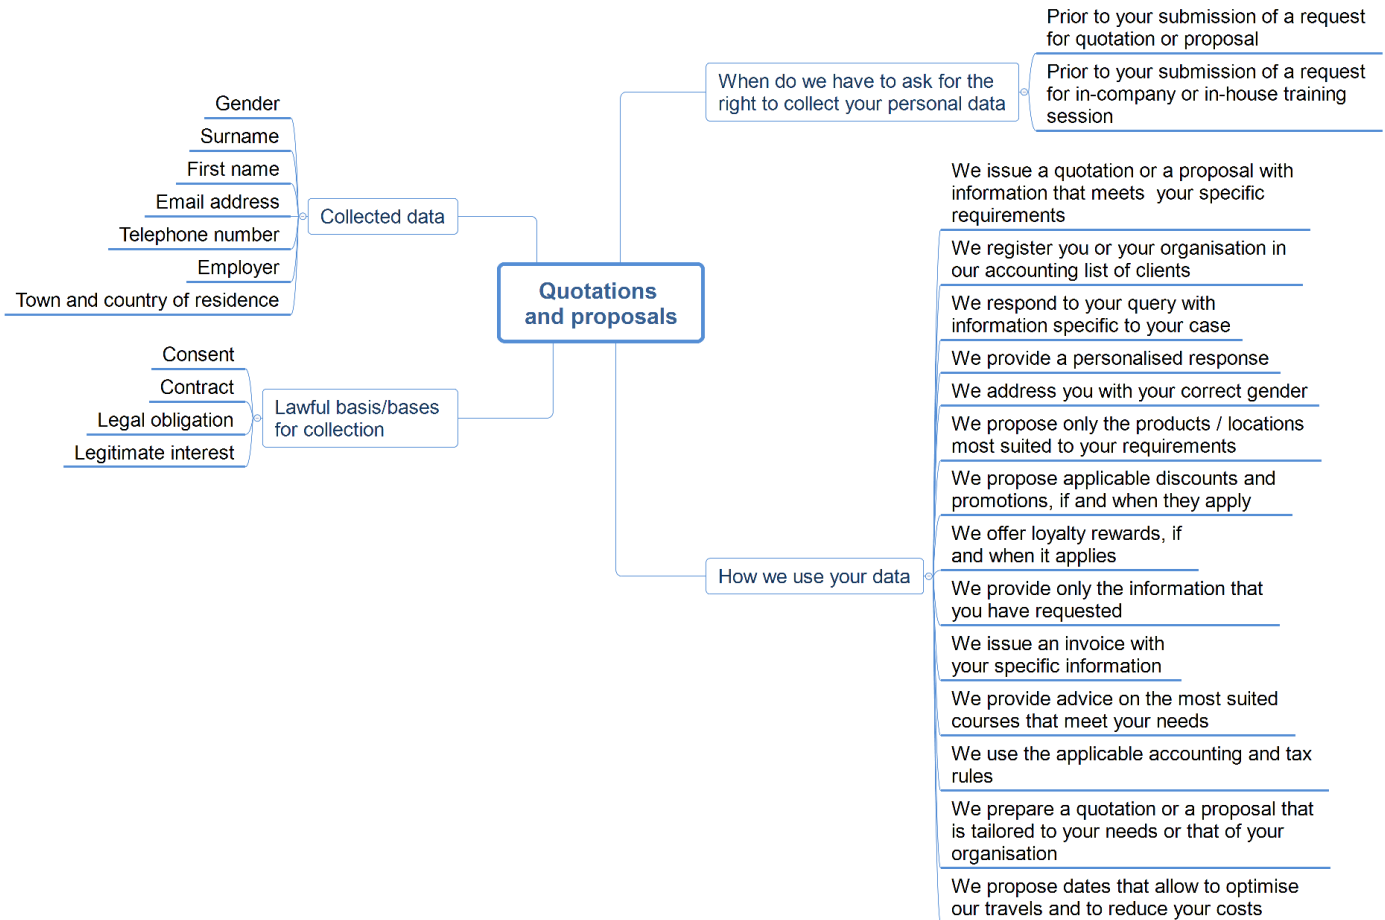 Quotations
and proposals
When do we have to ask for the
right to collect your personal data
Prior to your submission of a request
for quotation or proposal
Prior to your submission of a request
for in-company or in-house training
session
How we use your data
We issue a quotation or a proposal with
information that meets  your specific
requirements
We register you or your organisation in
our accounting list of clients
We respond to your query with
information specific to your case
We provide a personalised response
We address you with your correct gender
We propose only the products / locations
most suited to your requirements
We propose applicable discounts and
promotions, if and when they apply
We offer loyalty rewards, if
and when it applies
We provide only the information that
you have requested
We issue an invoice with
your specific information
We provide advice on the most suited
courses that meet your needs
We use the applicable accounting and tax
rules
We prepare a quotation or a proposal that
is tailored to your needs or that of your
organisation
We propose dates that allow to optimise
our travels and to reduce your costs
Collected data
Gender
Surname
First name
Email address
Telephone number
Employer
Town and country of residence
Lawful basis/bases
for collection
Consent
Contract
Legal obligation
Legitimate interest